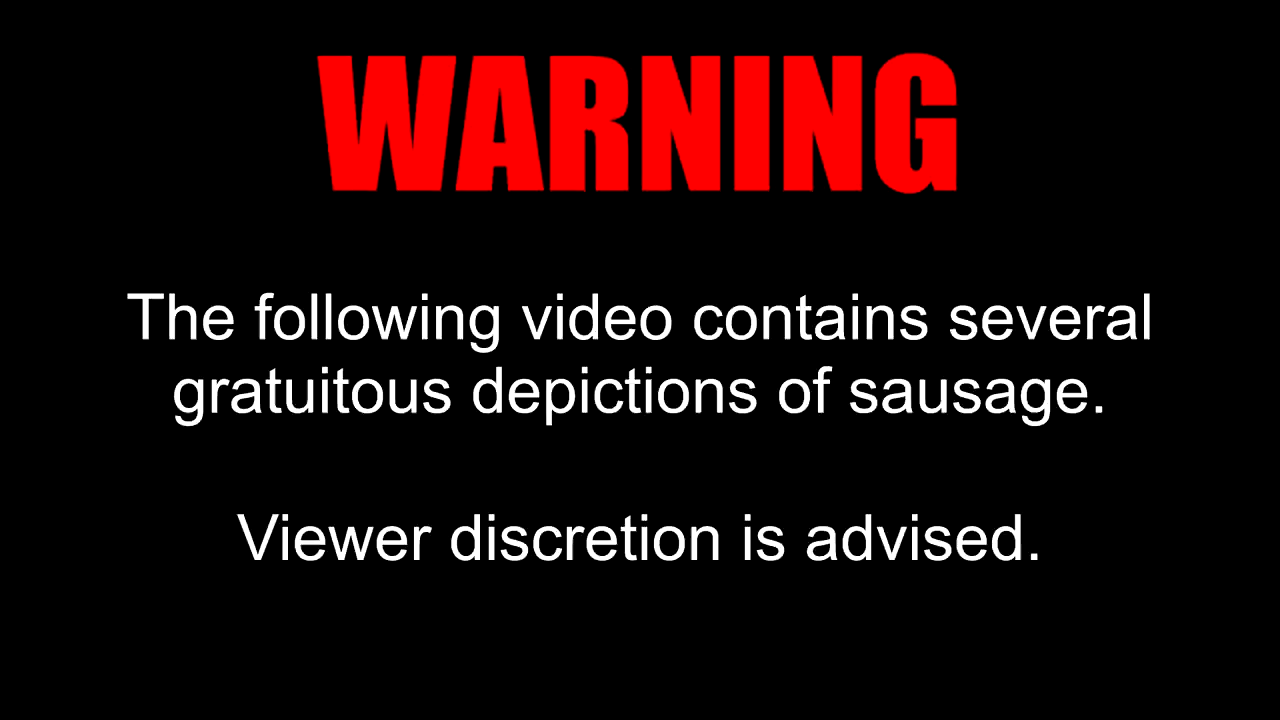 WARNING
The following video contains several
gratuitous depictions of sausage.
Viewer discretion is advised.